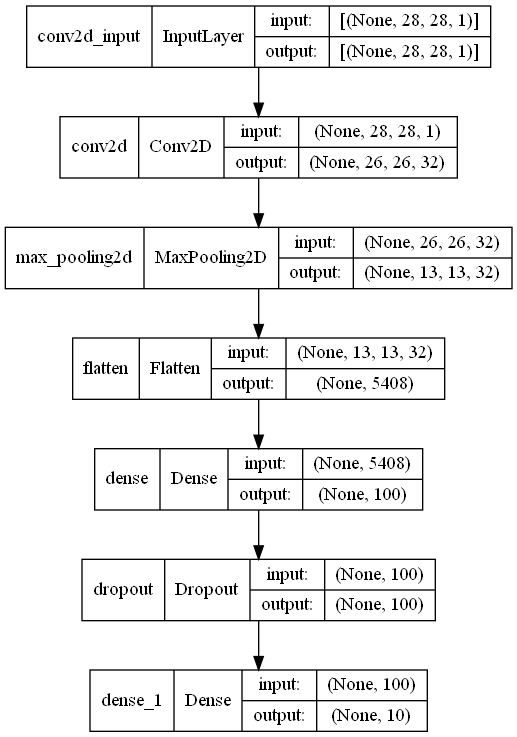 conv2d_input InputLayer input: [(None, 28, 28, 1)]
output: [(None, 28, 28, 1)]
conv2d Conv2D input: (None, 28, 28, 1)
output: (None, 26, 26, 32)
max_pooling2d MaxPooling2D input: (None, 26, 26, 32)
output: (None, 13, 13, 32)
flatten Flatten input: (None, 13, 13, 32)
output: (None, 5408)
dense Dense input: (None, 5408)
output: (None, 100)
dropout Dropout input: (None, 100)
output: (None, 100)
dense_1 Dense input: (None, 100)
output: (None, 10)